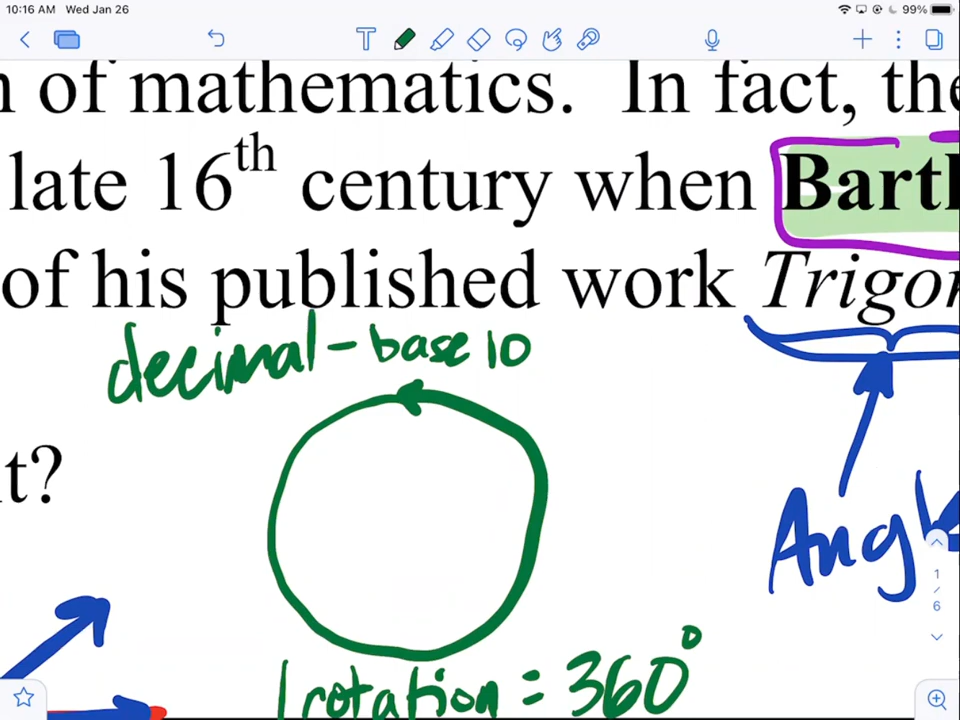 10:16 AM Wed Jan 26
99%
of mathematics. In fact, the
late 16th century when
of his published work
decimal - base 10
t?
1 rotation = 360°
1
/
6